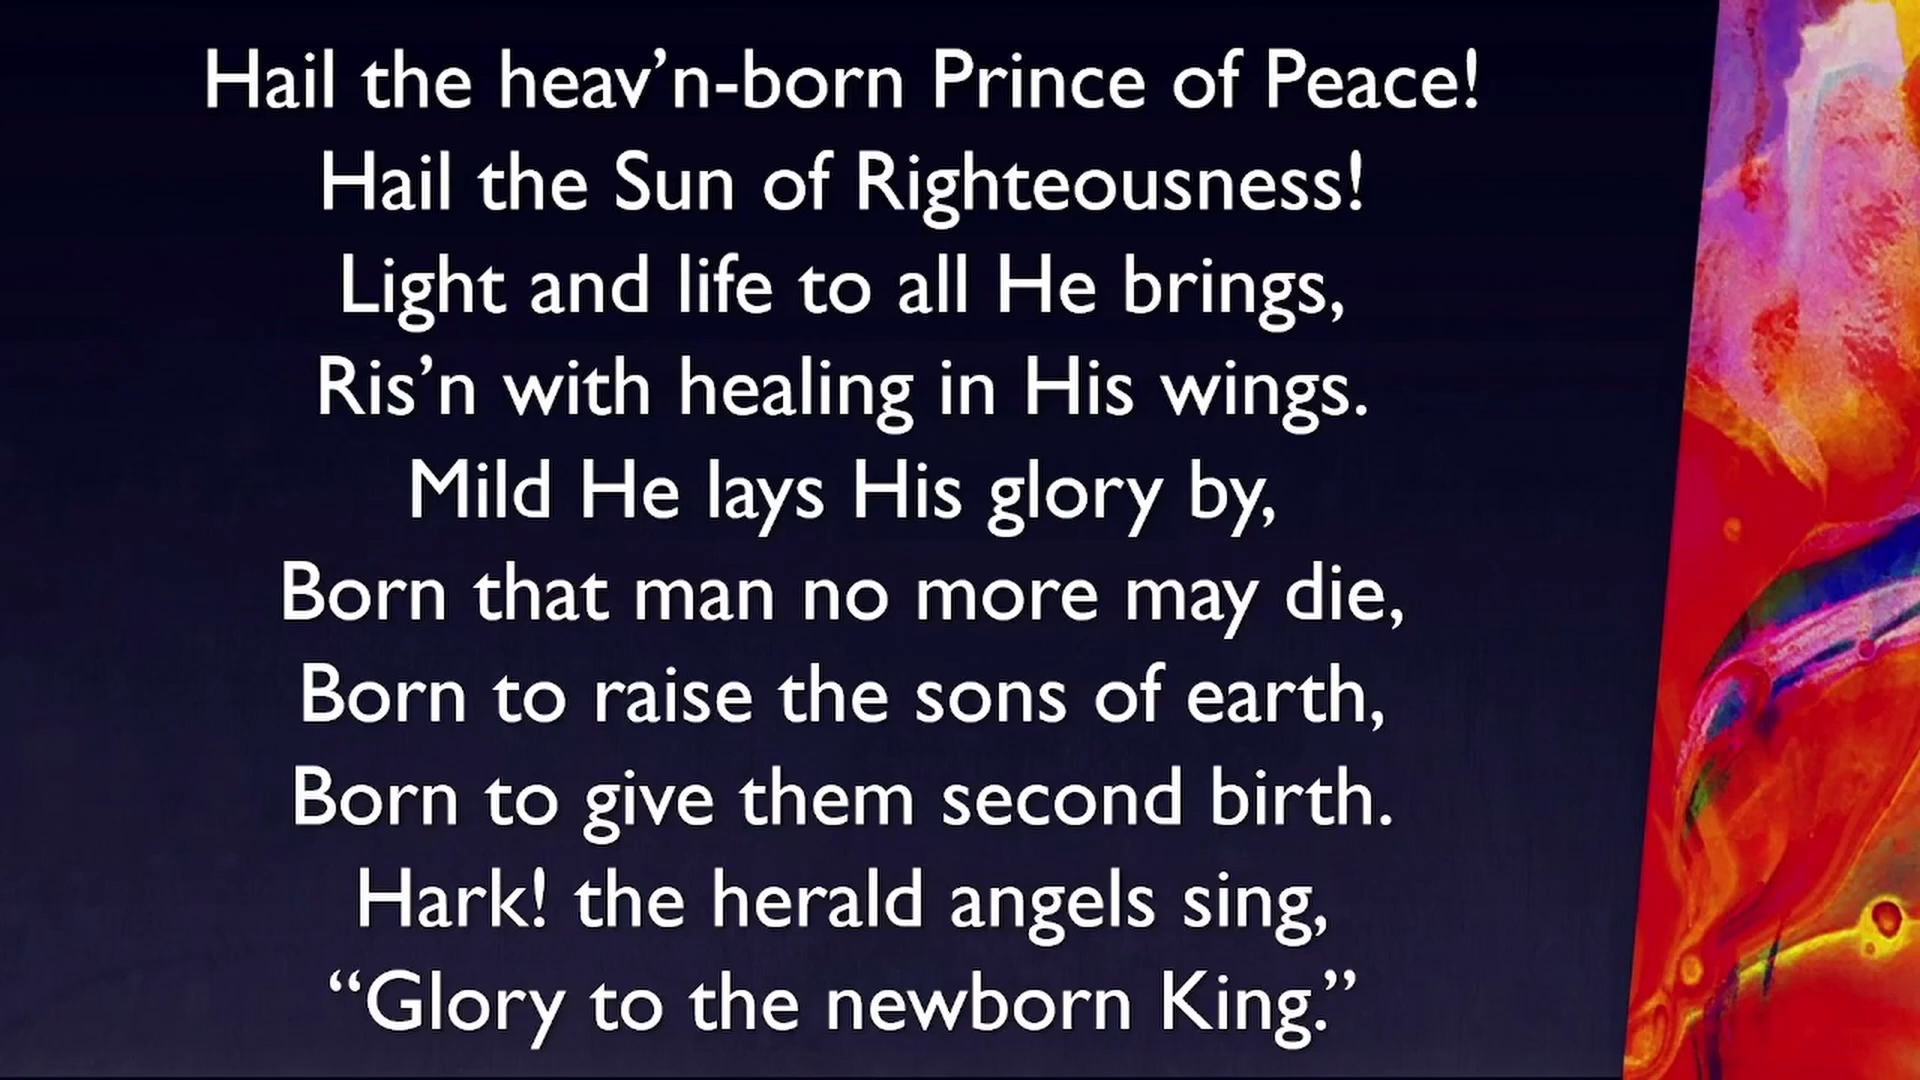 Hail the heav’n-born Prince of Peace!
Hail the Sun of Righteousness!
Light and life to all He brings,
Ris’n with healing in His wings.
Mild He lays His glory by,
Born that man no more may die,
Born to raise the sons of earth,
Born to give them second birth.
Hark! the herald angels sing,
“Glory to the newborn King.”